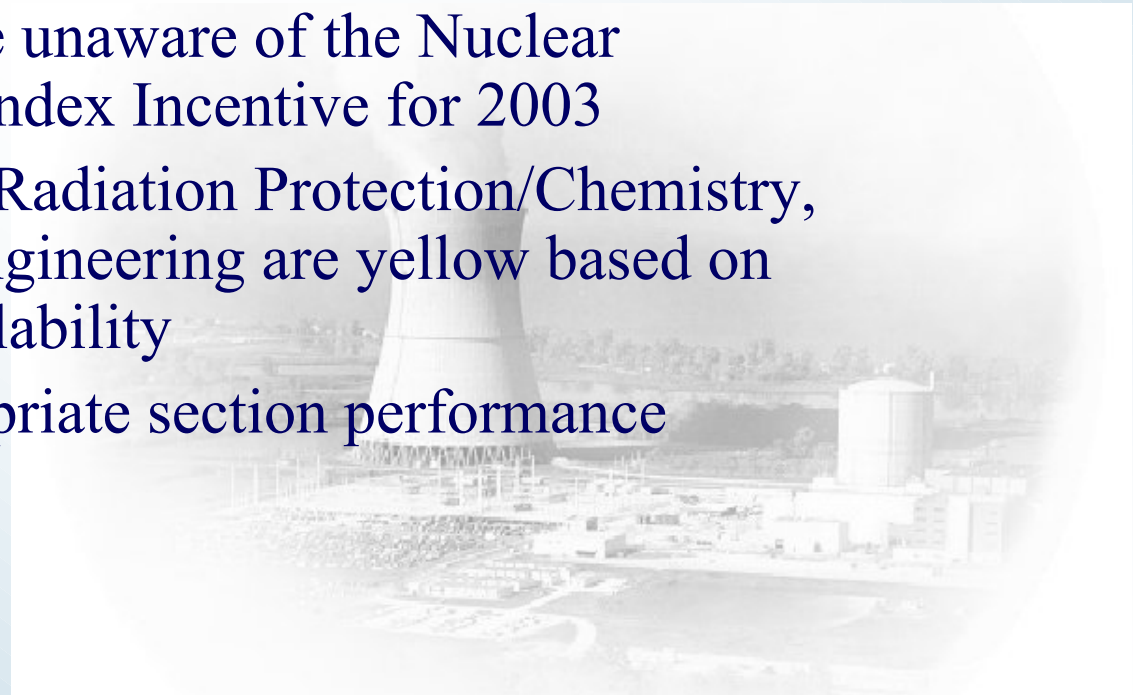 e unaware of the Nuclear
ndex Incentive for 2003
Radiation Protection/Chemistry,
gineering are yellow based on
lability
priate section performance